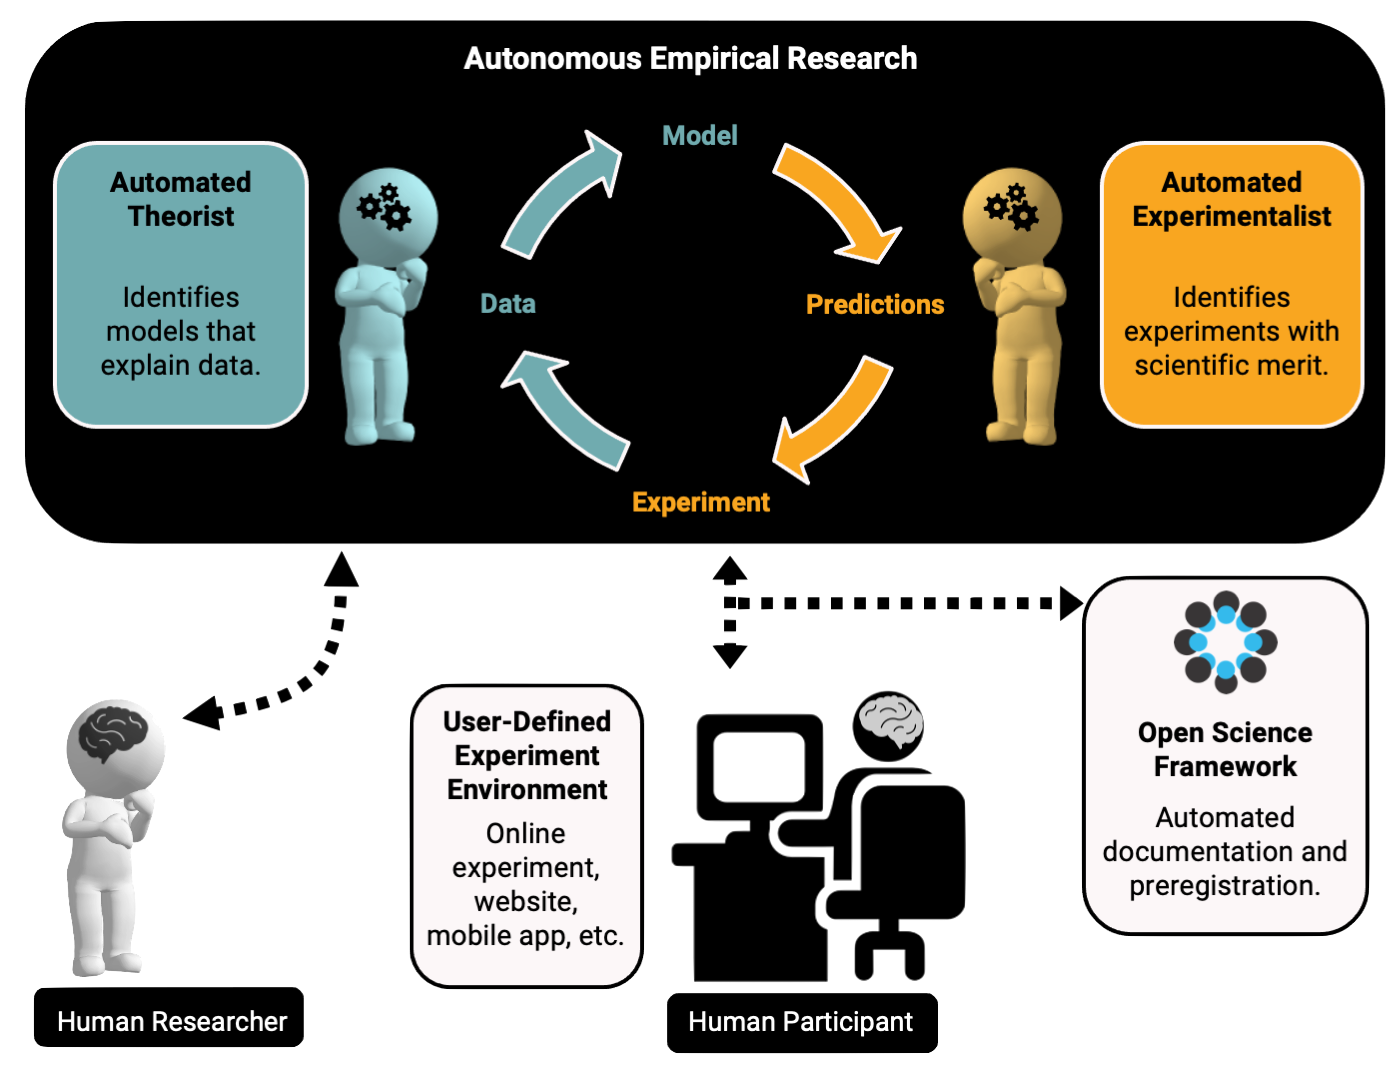 Autonomous Empirical Research
Automated
Theorist
Identifies
models that
explain data.
Model
Data
Predictions
Experiment
Automated
Experimentalist
Identifies
experiments with
scientific merit.
Human Researcher
User-Defined
Experiment
Environment
Online
experiment,
website,
mobile app, etc.
Human Participant
Open Science
Framework
Automated
documentation and
preregistration.